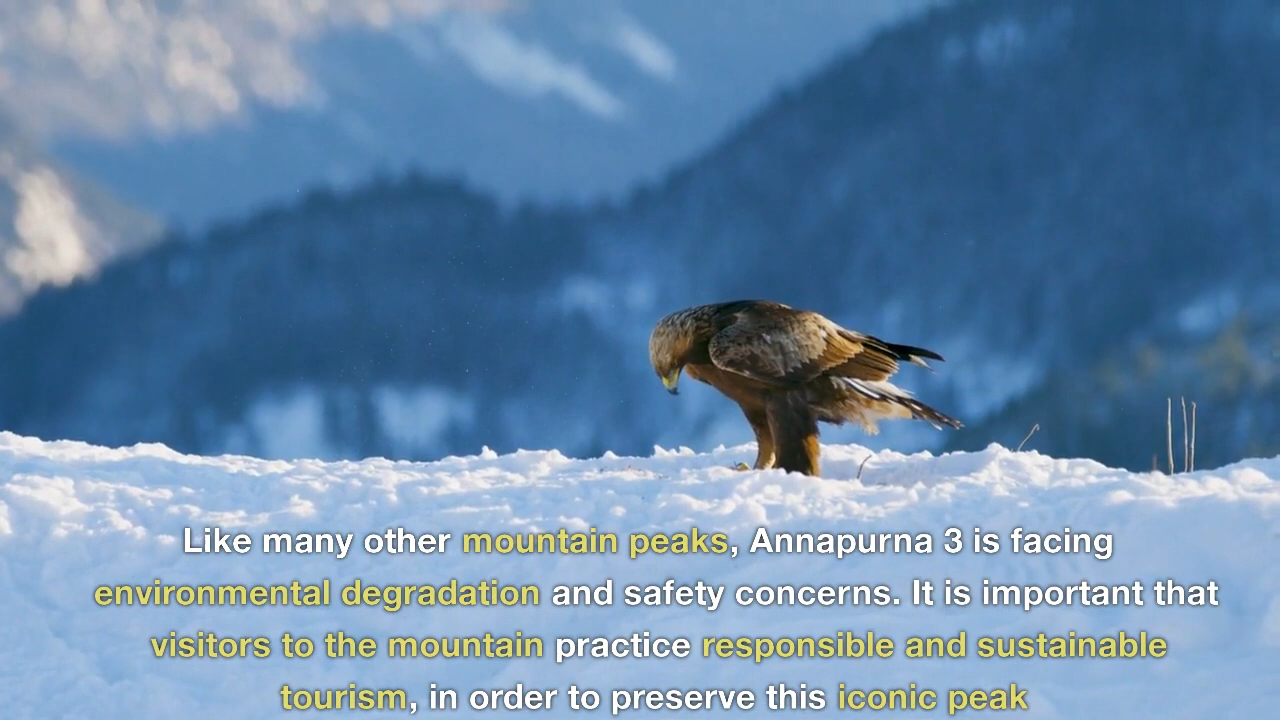 Like many other mountain peaks, Annapurna 3 is facing
environmental degradation and safety concerns. It is important that
visitors to the mountain practice responsible and sustainable
tourism, in order to preserve this iconic peak